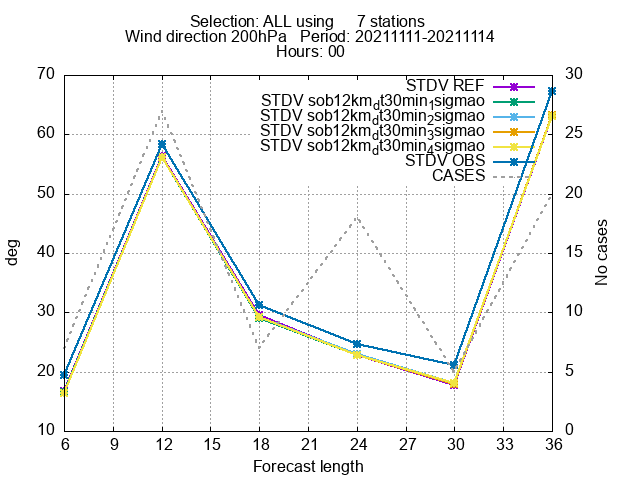 Selection: ALL using 7 stations
Wind direction 200hPa Period: 20211111-20211114
Hours: 00
70
60
50
40
30
20
10
deg
30
25
20
15
10
5
0
No cases
STDV REF
STDV sob12km_dt30min_1sigmao
STDV sob12km_dt30min_2sigmao
STDV sob12km_dt30min_3sigmao
STDV sob12km_dt30min_4sigmao
STDV OBS
CASES
6 9 12 15 18 21 24 27 30 33 36
Forecast length